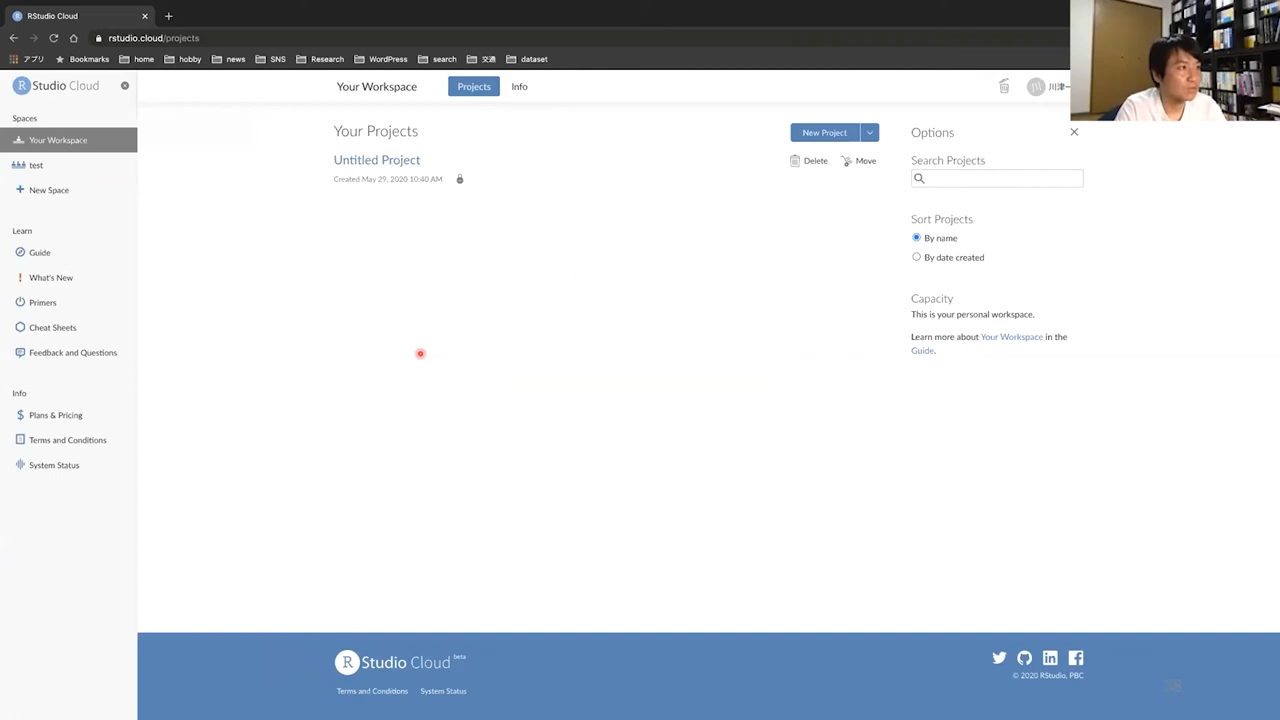 RStudio Cloud
rstudio.cloud/projects
アプリ Bookmarks home hobby news SNS Research WordPress search 交通 dataset
R Studio Cloud
Your Workspace Projects Info 川津一
Spaces
Your Workspace
test
New Space
Learn
Guide
What's New
Primers
Cheat Sheets
Feedback and Questions
Info
Plans & Pricing
Terms and Conditions
System Status
Your Projects New Project
Untitled Project Delete Move
Created May 29, 2020 10:40 AM
Options
Search Projects
Sort Projects
By name
By date created
Capacity
This is your personal workspace.
Learn more about Your Workspace in the
Guide.
R Studio Cloud beta
Terms and Conditions System Status
© 2020 RStudio, PBC